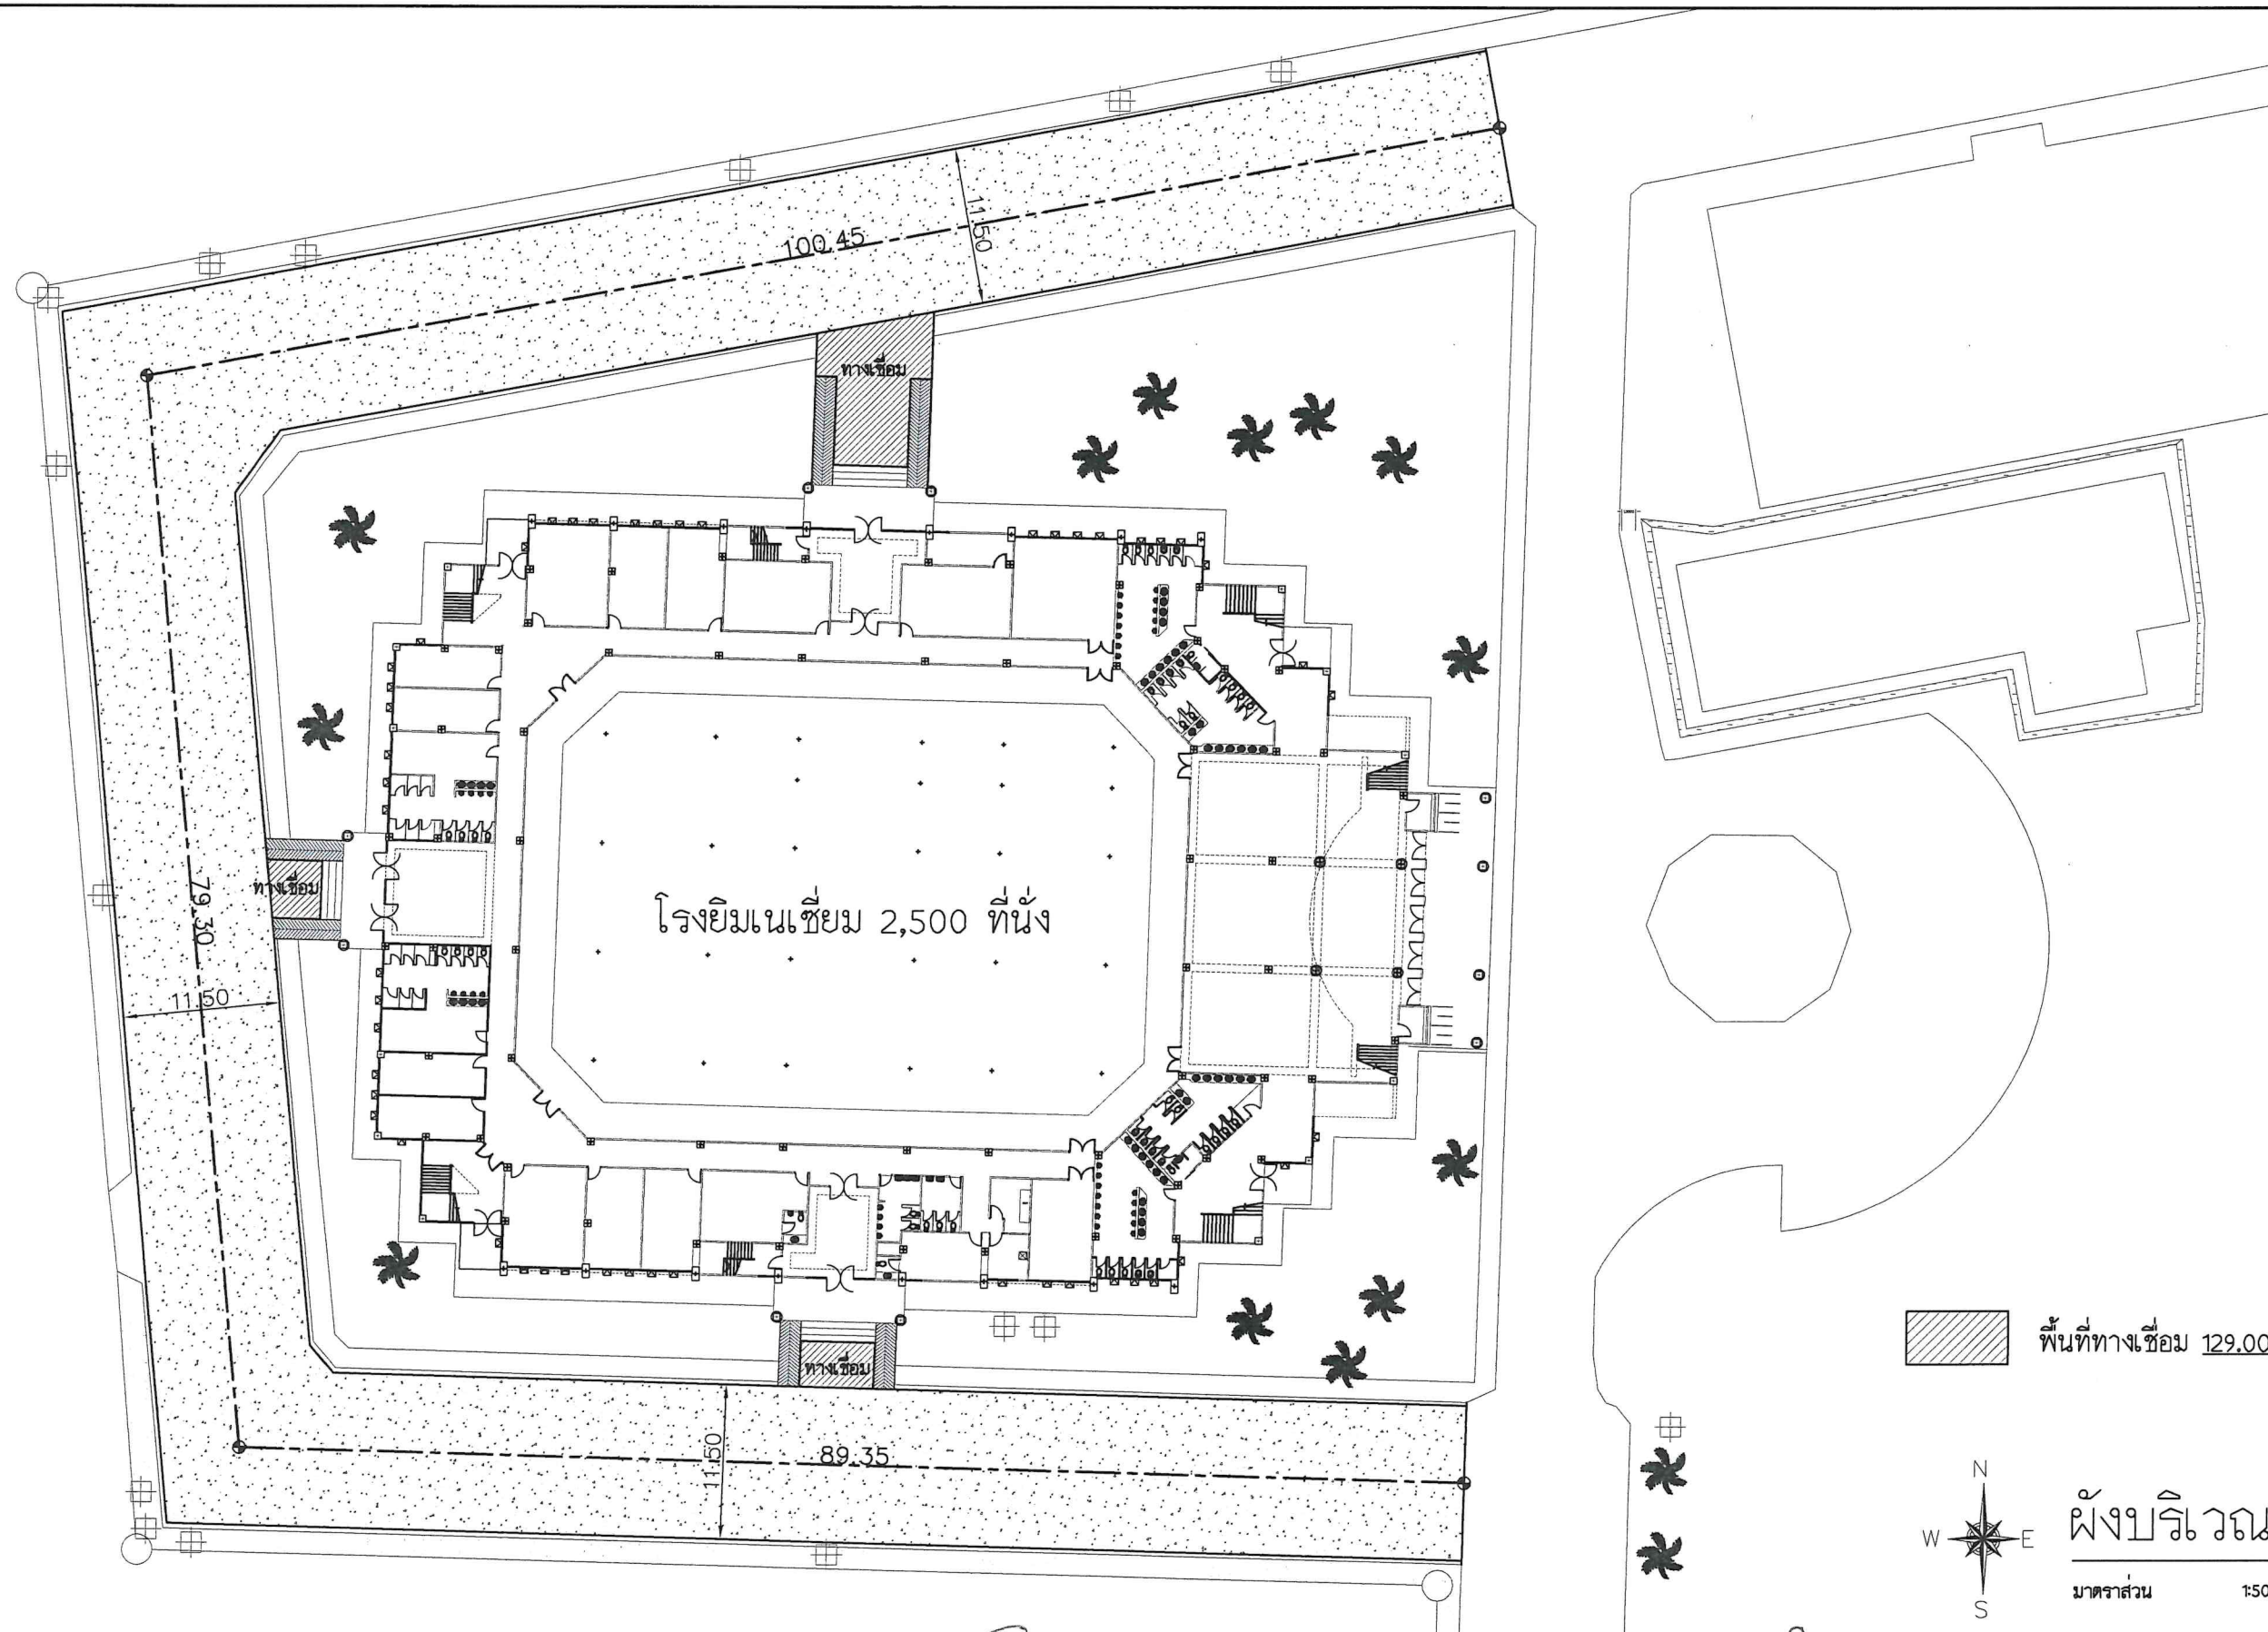 100.45
11.50
ทางเชื่อม
79.30
ทางเชื่อม
โรงยิมเนเซี่ยม 2,500 ที่นั่ง
11.50
ทางเชื่อม
พื้นที่ทางเชื่อม 129.00
11.50
89.35
N
W E
S
ผังบริเวณ
มาตราส่วน 1:50